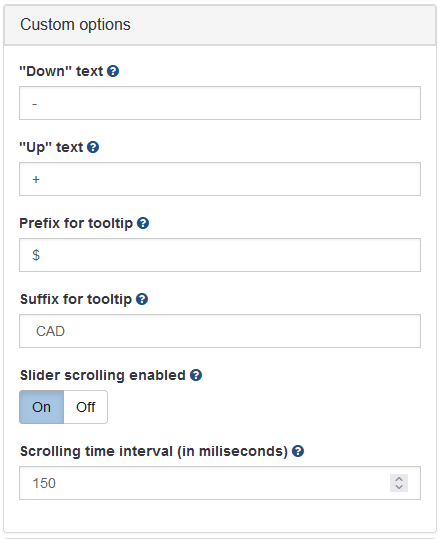 Custom options
"Down" text ?
-
"Up" text ?
+
Prefix for tooltip ?
$
Suffix for tooltip ?
CAD
Slider scrolling enabled ?
On Off
Scrolling time interval (in miliseconds) ?
150